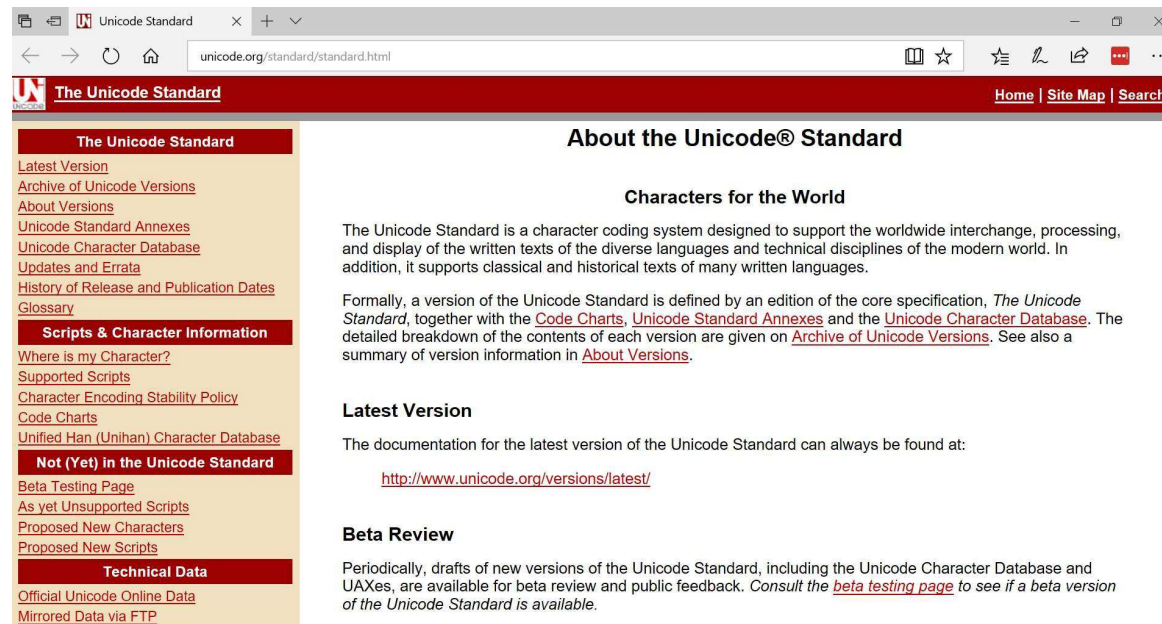 Unicode Standard
unicode.org/standard/standard.html
UNICODE
The Unicode Standard
Home | Site Map | Search
The Unicode Standard
Latest Version
Archive of Unicode Versions
About Versions
Unicode Standard Annexes
Unicode Character Database
Updates and Errata
History of Release and Publication Dates
Glossary
Scripts & Character Information
Where is my Character?
Supported Scripts
Character Encoding Stability Policy
Code Charts
Unified Han (Unihan) Character Database
Not (Yet) in the Unicode Standard
Beta Testing Page
As yet Unsupported Scripts
Proposed New Characters
Proposed New Scripts
Technical Data
Official Unicode Online Data
Mirrored Data via FTP
About the Unicode® Standard
Characters for the World
The Unicode Standard is a character coding system designed to support the worldwide interchange, processing,
and display of the written texts of the diverse languages and technical disciplines of the modern world. In
addition, it supports classical and historical texts of many written languages.
Formally, a version of the Unicode Standard is defined by an edition of the core specification, The Unicode
Standard, together with the Code Charts, Unicode Standard Annexes and the Unicode Character Database. The
detailed breakdown of the contents of each version are given on Archive of Unicode Versions. See also a
summary of version information in About Versions.
Latest Version
The documentation for the latest version of the Unicode Standard can always be found at:
http://www.unicode.org/versions/latest/
Beta Review
Periodically, drafts of new versions of the Unicode Standard, including the Unicode Character Database and
UAXes, are available for beta review and public feedback. Consult the beta testing page to see if a beta version
of the Unicode Standard is available.